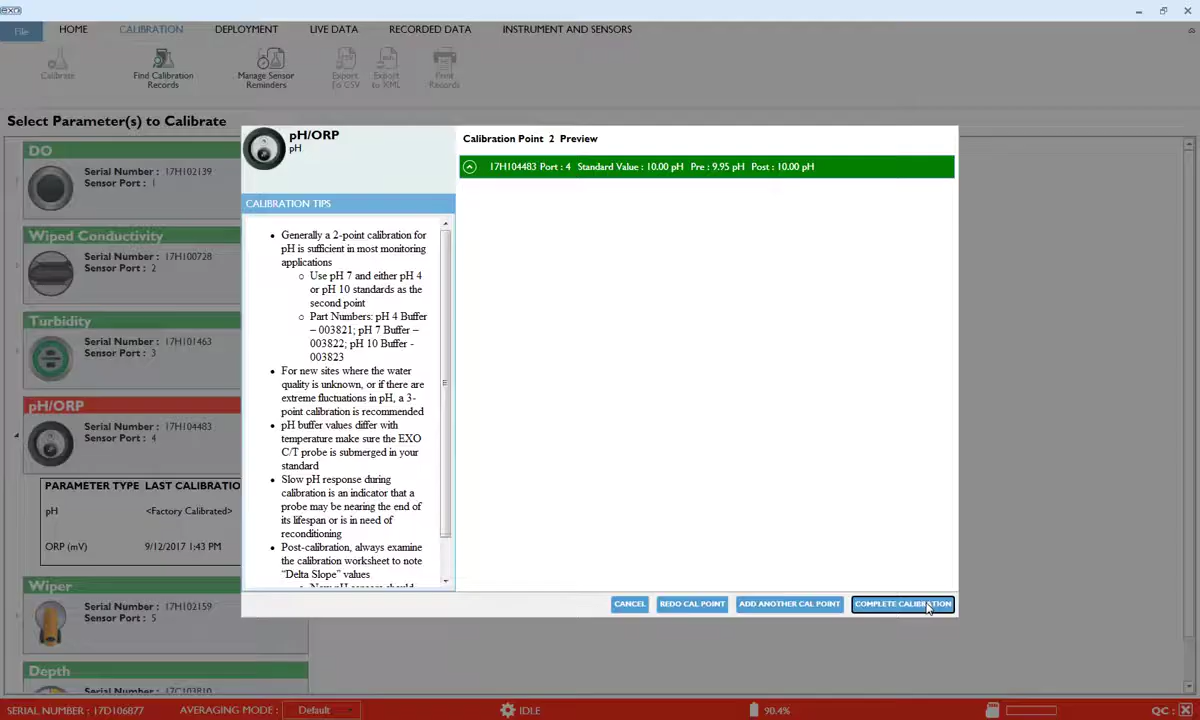 exo
File
HOME
CALIBRATION
DEPLOYMENT
LIVE DATA
RECORDED DATA
INSTRUMENT AND SENSORS
Calibrate
Find Calibration
Records
Manage Sensor
Reminders
Export
To CSV
Export
to XML
Print
Records
Select Parameter(s) to Calibrate
DO
Serial Number : 17H102139
Sensor Port : 1
Wiped Conductivity
Serial Number : 17H100728
Sensor Port : 2
Turbidity
Serial Number : 17H101463
Sensor Port : 3
pH/ORP
Serial Number : 17H104483
Sensor Port : 4
PARAMETER TYPE LAST CALIBRATIO
pH <Factory Calibrated>
ORP (mV) 9/12/2017 1:43 PM
Wiper
Serial Number : 17H102159
Sensor Port : 5
Depth
Serial Number : 17C103810
pH/ORP
pH
CALIBRATION TIPS
• Generally a 2-point calibration for
pH is sufficient in most monitoring
applications
○ Use pH 7 and either pH 4
or pH 10 standards as the
second point
○ Part Numbers: pH 4 Buffer
– 003821; pH 7 Buffer –
003822; pH 10 Buffer -
003823
• For new sites where the water
quality is unknown, or if there are
extreme fluctuations in pH, a 3-
point calibration is recommended
• pH buffer values differ with
temperature make sure the EXO
C/T probe is submerged in your
standard
• Slow pH response during
calibration is an indicator that a
probe may be nearing the end of
its lifespan or is in need of
reconditioning
• Post-calibration, always examine
the calibration worksheet to note
“Delta Slope” values
○ New pH sensors should
Calibration Point 2 Preview
17H104483 Port : 4 Standard Value : 10.00 pH Pre : 9.95 pH Post : 10.00 pH
CANCEL
REDO CAL POINT
ADD ANOTHER CAL POINT
COMPLETE CALIBRATION
SERIAL NUMBER : 17D106877
AVERAGING MODE : Default
IDLE
90.4%
QC :